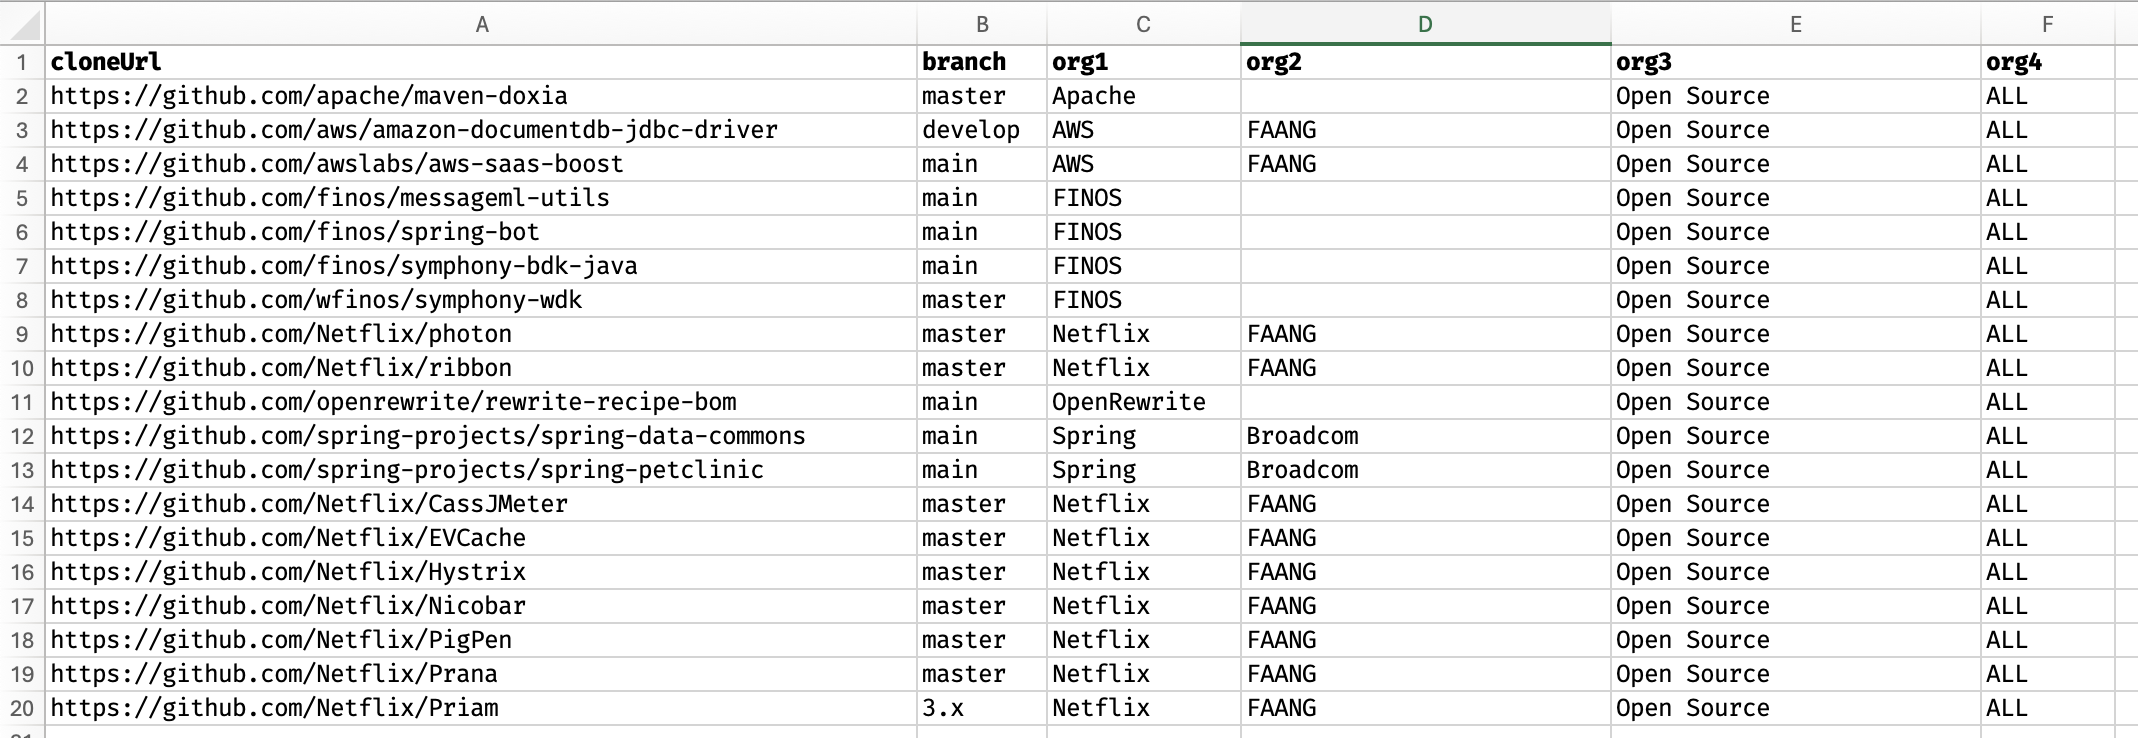 A B C D E F
1 cloneUrl branch org1 org2 org3 org4
2 https://github.com/apache/maven-doxia master Apache Open Source ALL
3 https://github.com/aws/amazon-documentdb-jdbc-driver develop AWS FAANG Open Source ALL
4 https://github.com/awslabs/aws-saas-boost main AWS FAANG Open Source ALL
5 https://github.com/finos/messageml-utils main FINOS Open Source ALL
6 https://github.com/finos/spring-bot main FINOS Open Source ALL
7 https://github.com/finos/symphony-bdk-java main FINOS Open Source ALL
8 https://github.com/wfinos/symphony-wdk master FINOS Open Source ALL
9 https://github.com/Netflix/photon master Netflix FAANG Open Source ALL
10 https://github.com/Netflix/ribbon master Netflix FAANG Open Source ALL
11 https://github.com/openrewrite/rewrite-recipe-bom main OpenRewrite Open Source ALL
12 https://github.com/spring-projects/spring-data-commons main Spring Broadcom Open Source ALL
13 https://github.com/spring-projects/spring-petclinic main Spring Broadcom Open Source ALL
14 https://github.com/Netflix/CassJMeter master Netflix FAANG Open Source ALL
15 https://github.com/Netflix/EVCache master Netflix FAANG Open Source ALL
16 https://github.com/Netflix/Hystrix master Netflix FAANG Open Source ALL
17 https://github.com/Netflix/Nicobar master Netflix FAANG Open Source ALL
18 https://github.com/Netflix/PigPen master Netflix FAANG Open Source ALL
19 https://github.com/Netflix/Prana master Netflix FAANG Open Source ALL
20 https://github.com/Netflix/Priam 3.x Netflix FAANG Open Source ALL